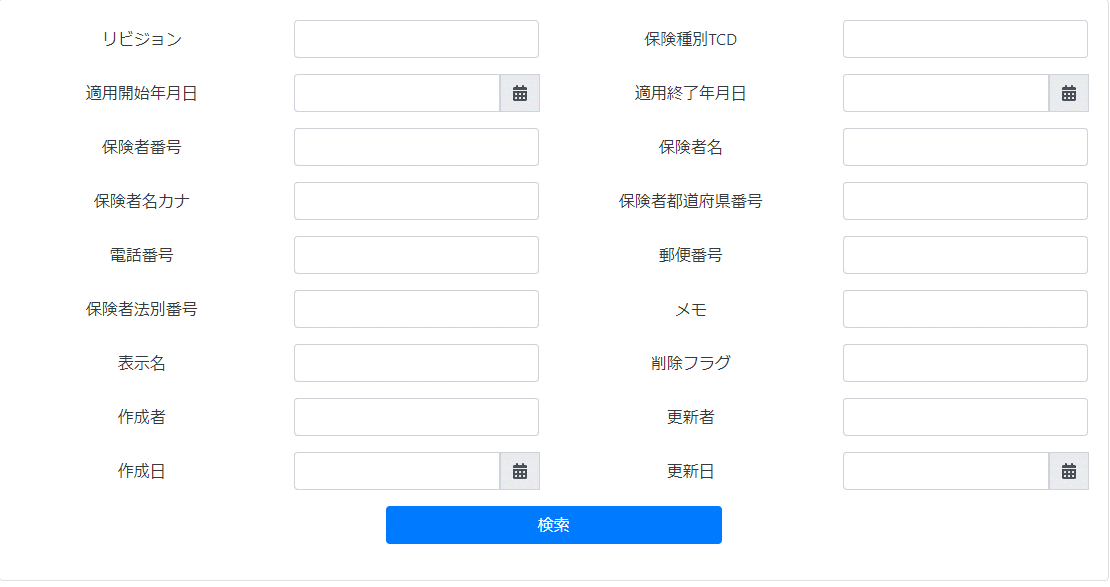 リビジョン
保険種別TCD
適用開始年月日
適用終了年月日
保険者番号
保険者名
保険者名カナ
保険者都道府県番号
電話番号
郵便番号
保険者法別番号
メモ
表示名
削除フラグ
作成者
更新者
作成日
更新日
検索